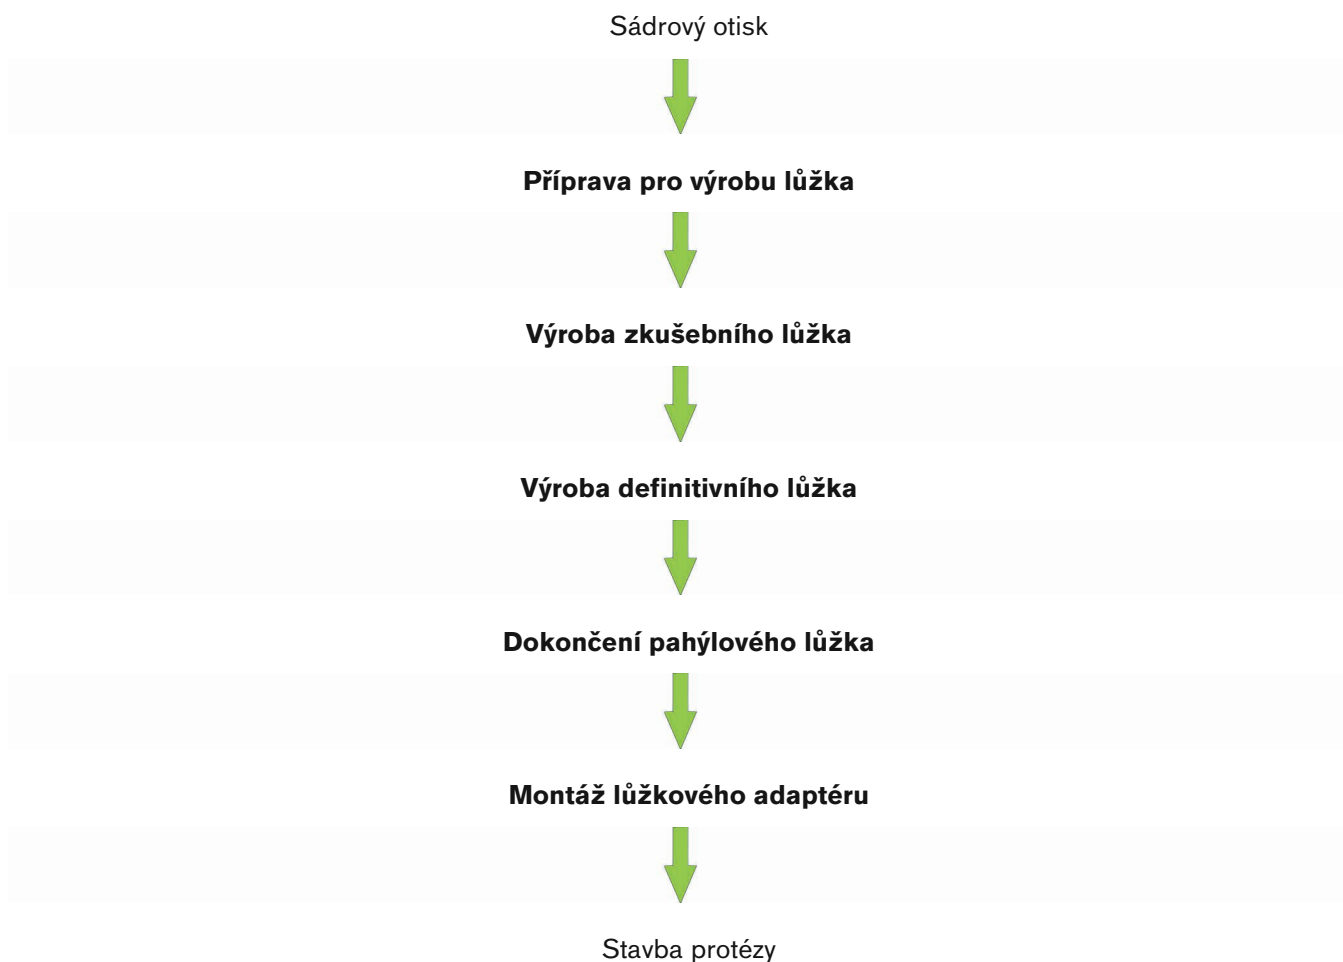 Sádrový otisk
Příprava pro výrobu lůžka
Výroba zkušebního lůžka
Výroba definitivního lůžka
Dokončení pahýlového lůžka
Montáž lůžkového adaptéru
Stavba protézy